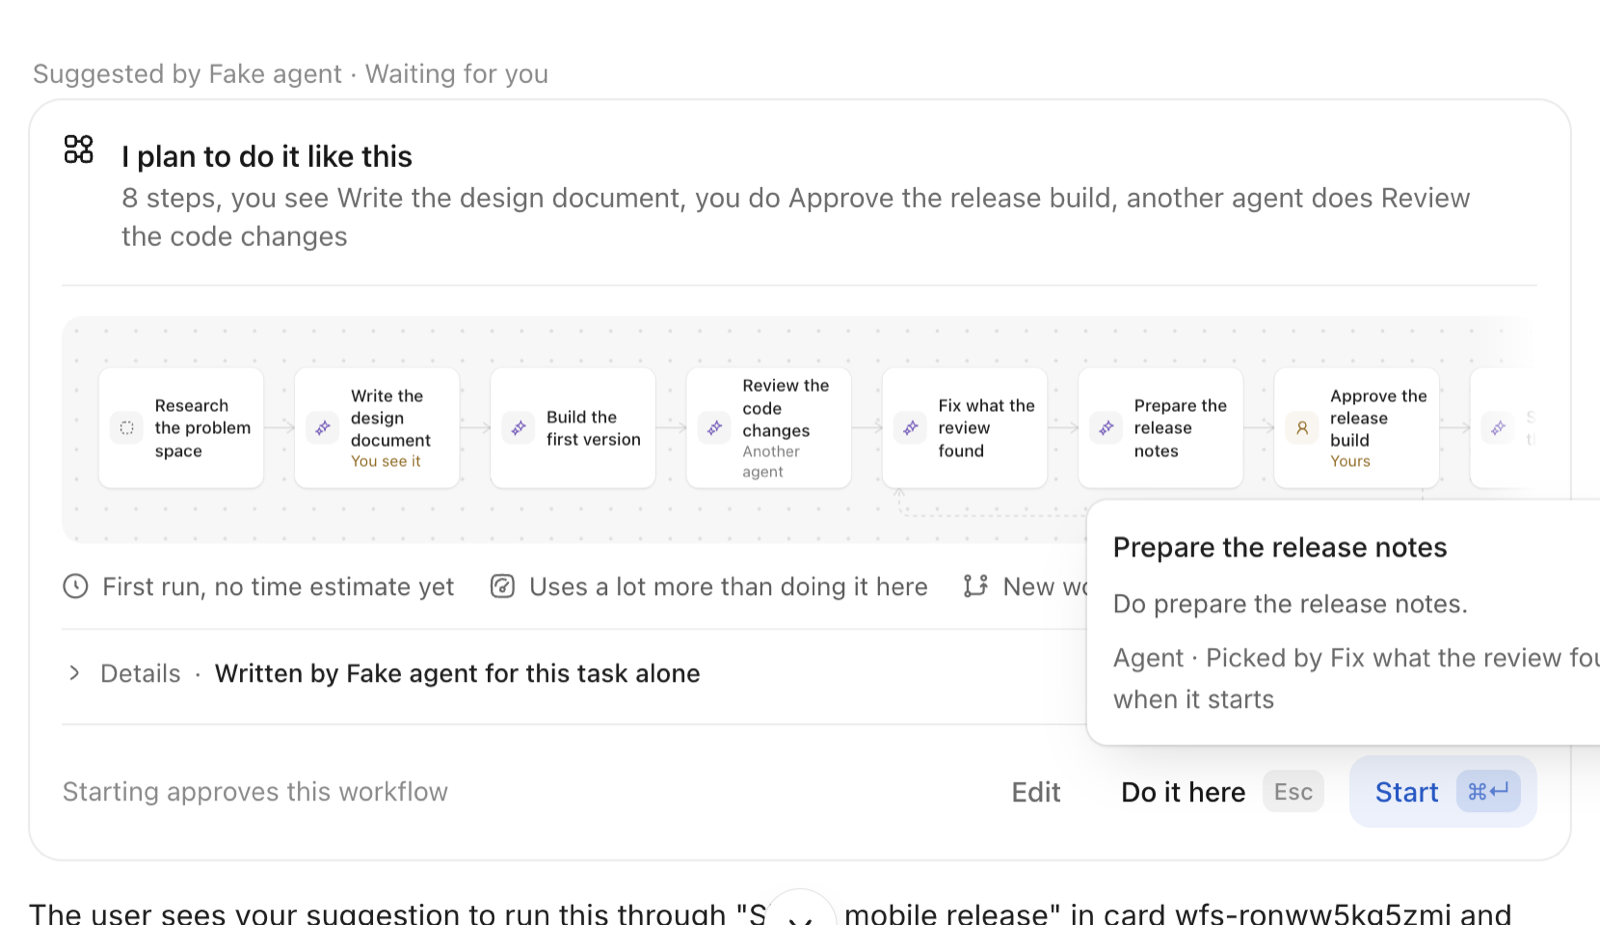 Suggested by Fake agent · Waiting for you
I plan to do it like this
8 steps, you see Write the design document, you do Approve the release build, another agent does Review
the code changes
Research
the problem
space
Write the
design
document
You see it
Build the
first version
Review the
code
changes
Another
agent
Fix what the
review
found
Prepare the
release
notes
Approve the
release
build
Yours
Prepare the release notes
Do prepare the release notes.
Agent · Picked by Fix what the review
when it starts
First run, no time estimate yet
Uses a lot more than doing it here
New
Details · Written by Fake agent for this task alone
Starting approves this workflow
Edit
Do it here Esc
Start ⌘↵
The user sees your suggestion to run this through " mobile release" in card wfs-ronww5kg5zmi and